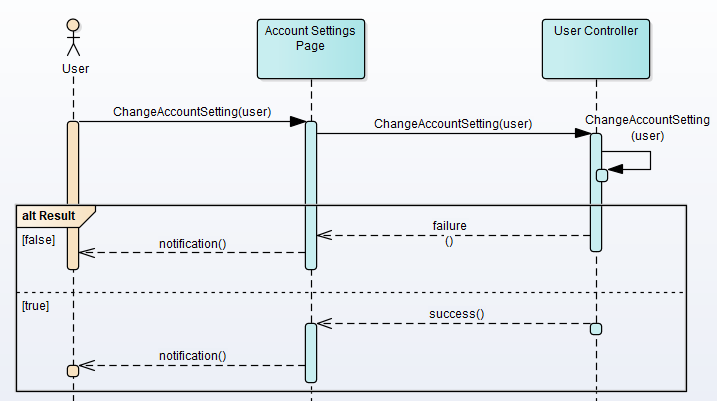 Account Settings
Page
User Controller
User
ChangeAccountSetting(user)
ChangeAccountSetting(user)
ChangeAccountSetting
(user)
alt Result
[false]
failure
()
notification()
[true]
success()
notification()